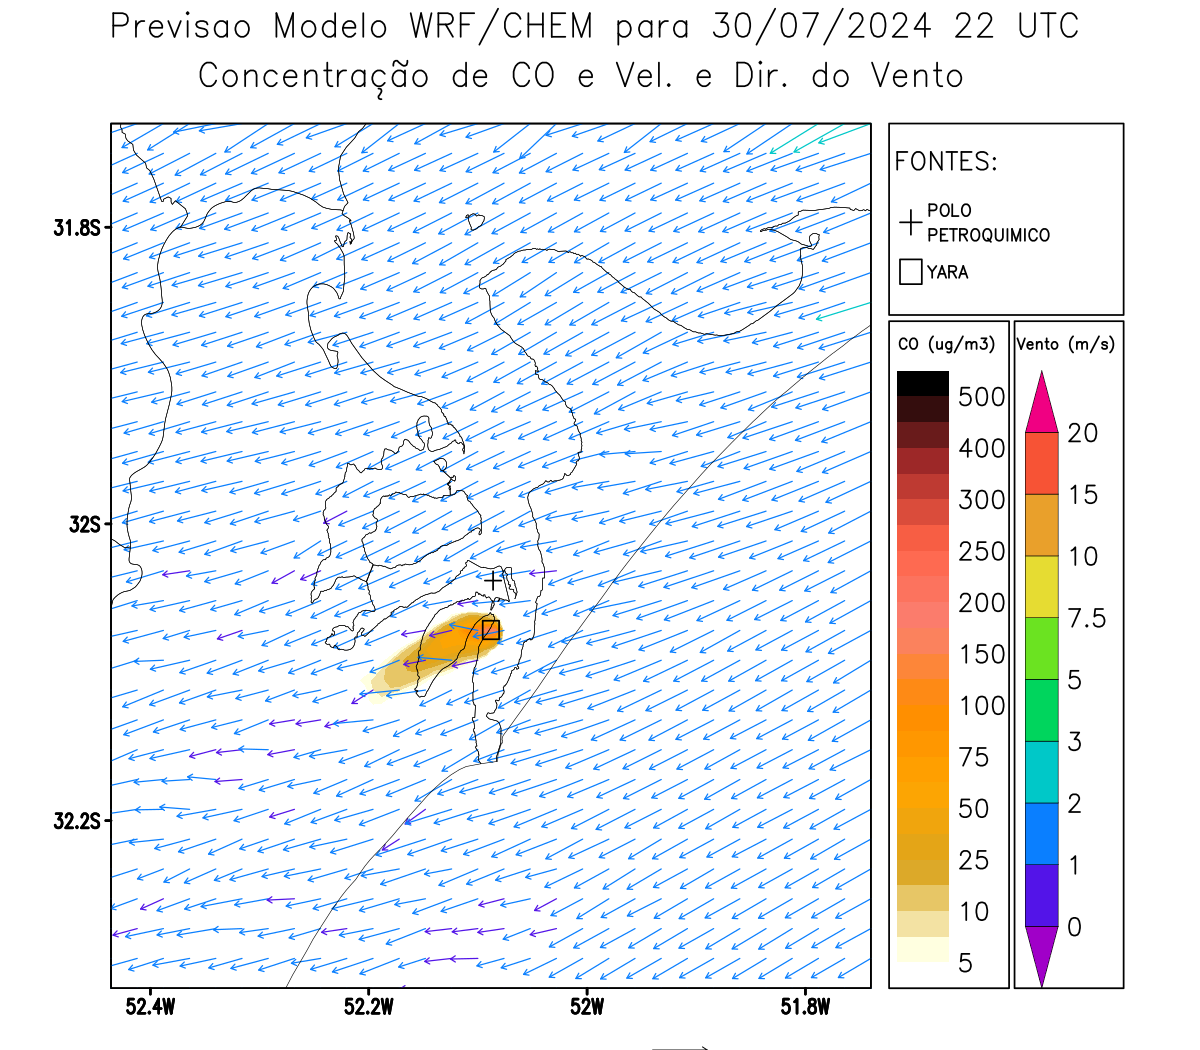 Previsao Modelo WRF/CHEM para 30/07/2024 22 UTC
Concentração de CO e Vel. e Dir. do Vento
FONTES:
POLO
PETROQUIMICO
YARA
CO (ug/m3)
500
400
300
250
200
150
100
75
50
25
10
5
Vento (m/s)
20
15
10
7.5
5
3
2
1
0
31.8S
32S
32.2S
52.4W
52.2W
52W
51.8W